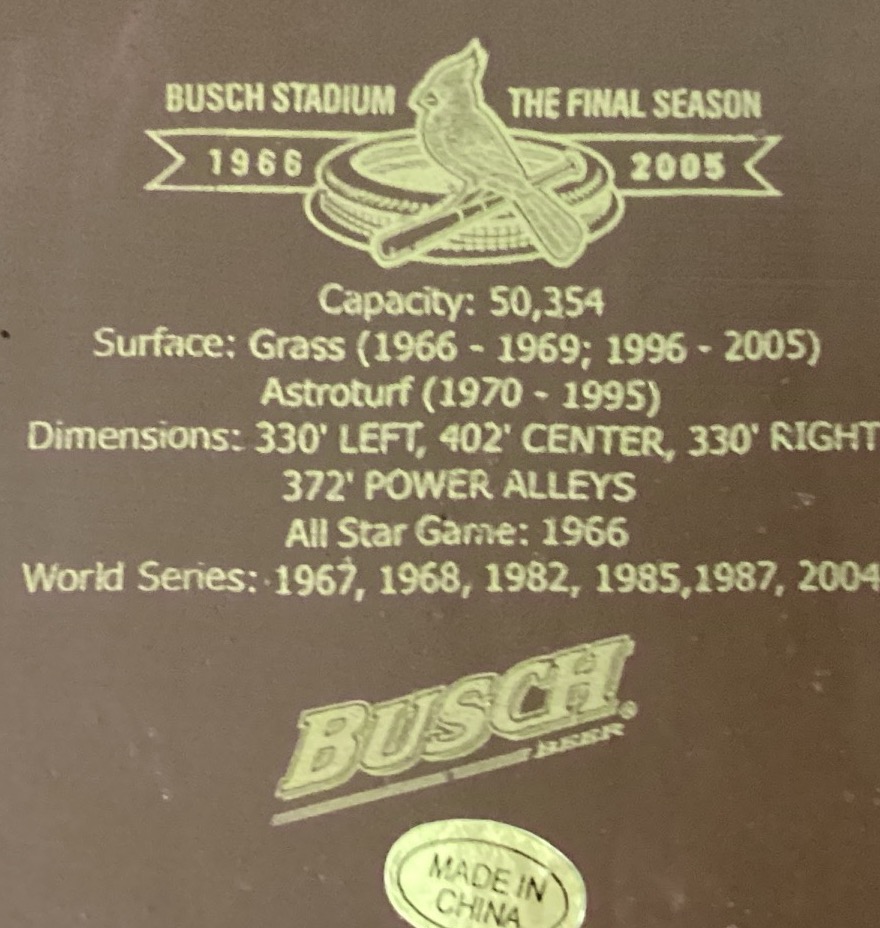 BUSCH STADIUM THE FINAL SEASON
1966 2005
Capacity: 50,354
Surface: Grass (1966 - 1969; 1996 - 2005)
Astroturf (1970 - 1995)
Dimensions: 330' LEFT, 402' CENTER, 330' RIGHT
372' POWER ALLEYS
All Star Game: 1966
World Series: 1967, 1968, 1982, 1985,1987, 2004
BUSCH®
BEER
MADE IN
CHINA